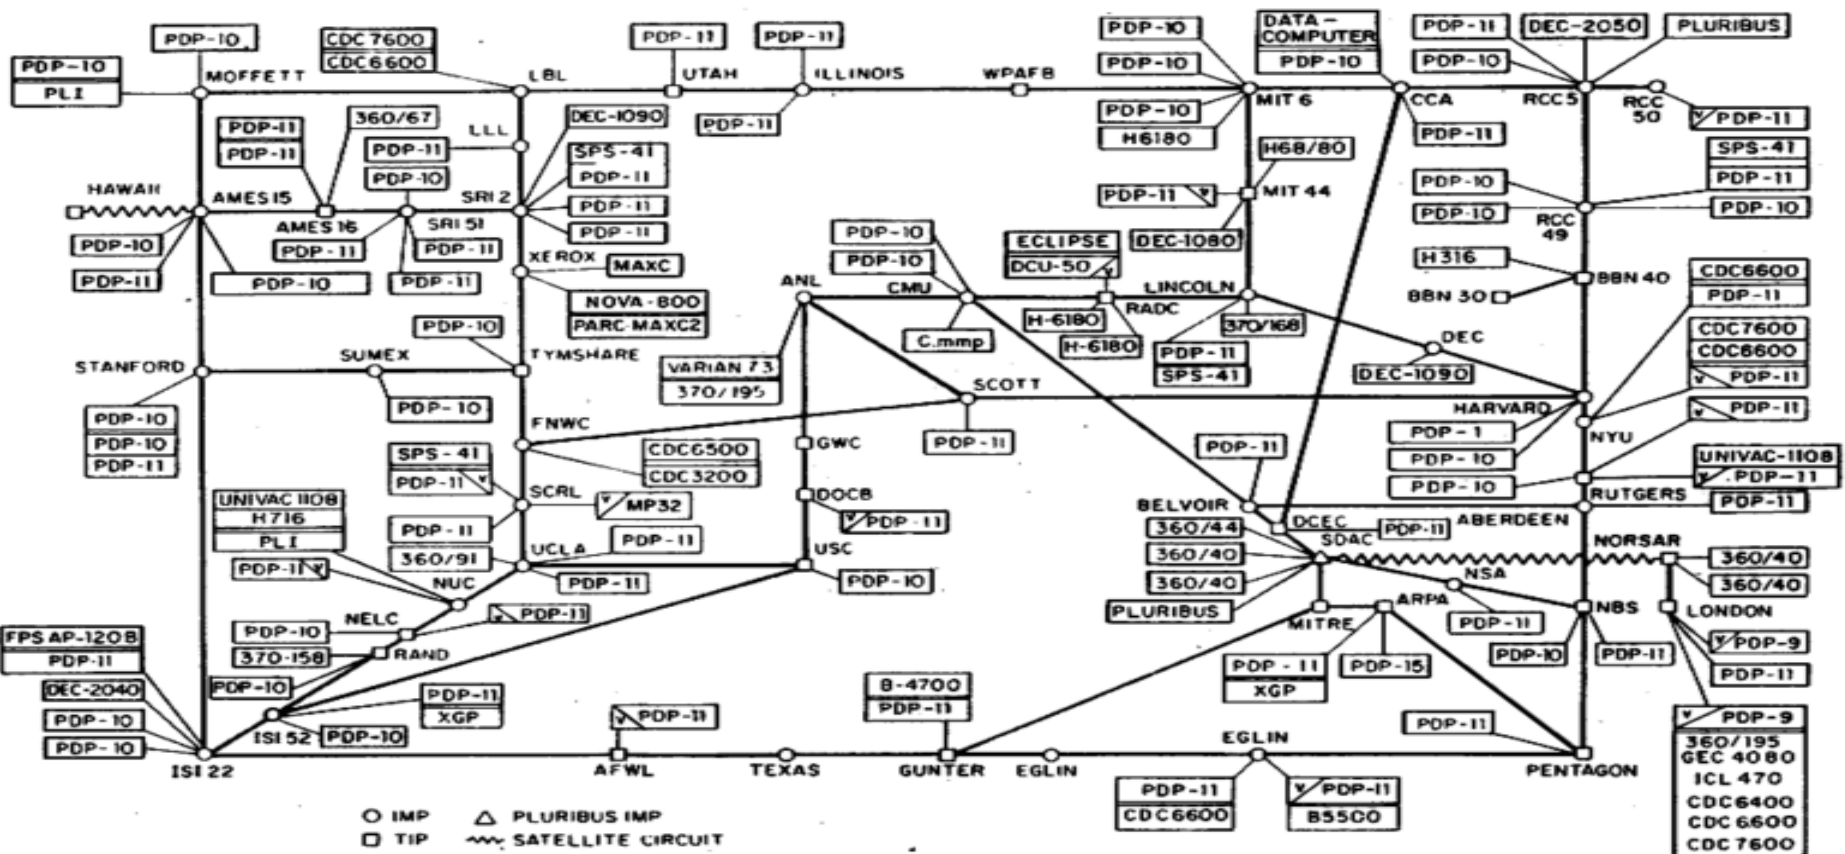 PDP-10
CDC7600
CDC6600
PDP-11
PDP-11
PDP-10
DATA-
COMPUTER
PDP-10
PDP-11
DEC-2050
PLURIBUS
PDP-10
PLI
MOFFETT
LBL
UTAH
ILLINOIS
WPAFB
PDP-10
MIT 6
CCA
PDP-10
RCC5
RCC
50
PDP-11
PDP-11
PDP-11
360/67
LLL
PDP-11
DEC-1090
PDP-11
PDP-10
H6180
PDP-11
SPS-41
PDP-11
PDP-10
HAWAII
AMES15
AMES16
PDP-10
SRI 51
SRI 2
SPS-41
PDP-11
PDP-11
PDP-11
PDP-11
H68/80
MIT 44
DEC-1080
PDP-10
PDP-10
RCC
49
PDP-10
PDP-11
PDP-10
PDP-11
PDP-11
PDP-11
XEROX
MAXC
NOVA-800
PARC-MAXC2
PDP-10
PDP-10
ECLIPSE
DCU-50
ANL
CMU
RADC
LINCOLN
H-6180
H-6180
C.mmp
370/168
PDP-11
SPS-41
H316
BBN 40
BBN 30
CDC6600
PDP-11
STANFORD
SUMEX
PDP-10
TYMSHARE
VARIAN 73
370/195
SCOTT
DEC
DEC-1090
HARVARD
NYU
CDC7600
CDC6600
PDP-11
PDP-11
PDP-10
PDP-10
PDP-11
PDP-10
FNWC
CDC6500
CDC3200
PDP-11
GWC
PDP-1
PDP-10
PDP-10
SPS-41
PDP-11
SCRL
MP32
DOCB
PDP-11
PDP-11
BELVOIR
RUTGERS
ABERDEEN
UNIVAC-1108
PDP-11
PDP-11
UNIVAC 1108
H716
PLI
PDP-11
PDP-11
360/91
UCLA
PDP-11
PDP-11
USC
PDP-10
DCEC
PDP-11
SDAC
360/44
360/40
360/40
PLURIBUS
NORSAR
360/40
360/40
NUC
NELC
PDP-11
PDP-10
370-158
RAND
PDP-10
MITRE
ARPA
NSA
PDP-11
NBS
PDP-10
PDP-11
LONDON
PDP-9
PDP-11
FPS AP-120B
PDP-11
DEC-2040
PDP-10
PDP-10
ISI 22
ISI 52
PDP-11
XGP
PDP-10
PDP-11
AFWL
TEXAS
B-4700
PDP-11
GUNTER
EGLIN
PDP-11
XGP
PDP-15
EGLIN
PDP-11
CDC6600
PDP-11
B5500
PDP-11
PENTAGON
PDP-9
360/195
GEC 4080
ICL 470
CDC6400
CDC6600
CDC7600
IMP
PLURIBUS IMP
TIP
SATELLITE CIRCUIT